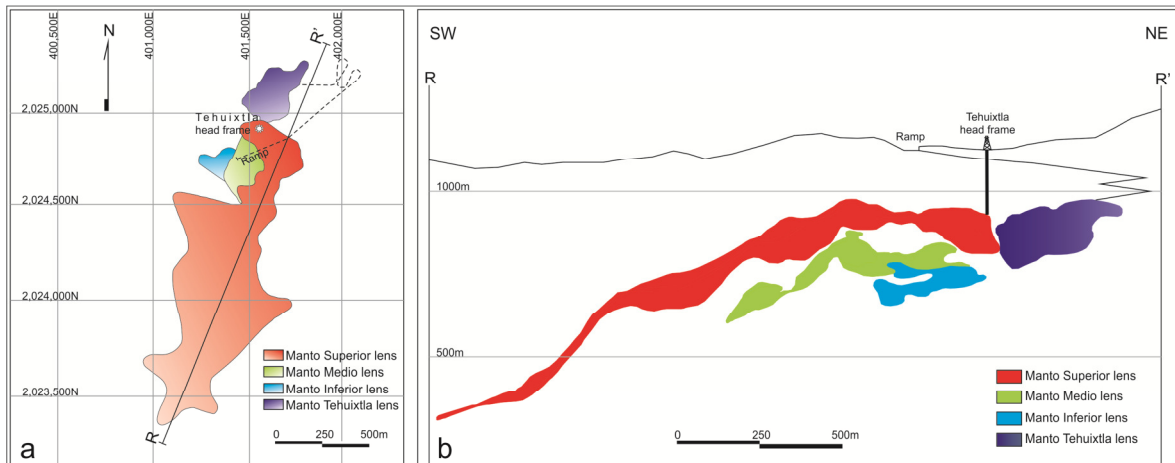 400,500E
401,000E
401,500E
402,000E
N
R'
2,025,000N
Tehuixtla
head frame
Ramp
2,024,500N
2,024,000N
2,023,500N
R
Manto Superior lens
Manto Medio lens
Manto Inferior lens
Manto Tehuixtla lens
0 250 500m
a
SW
NE
R
R'
Ramp
Tehuixtla
head frame
1000m
500m
Manto Superior lens
Manto Medio lens
Manto Inferior lens
Manto Tehuixtla lens
0 250 500m
b